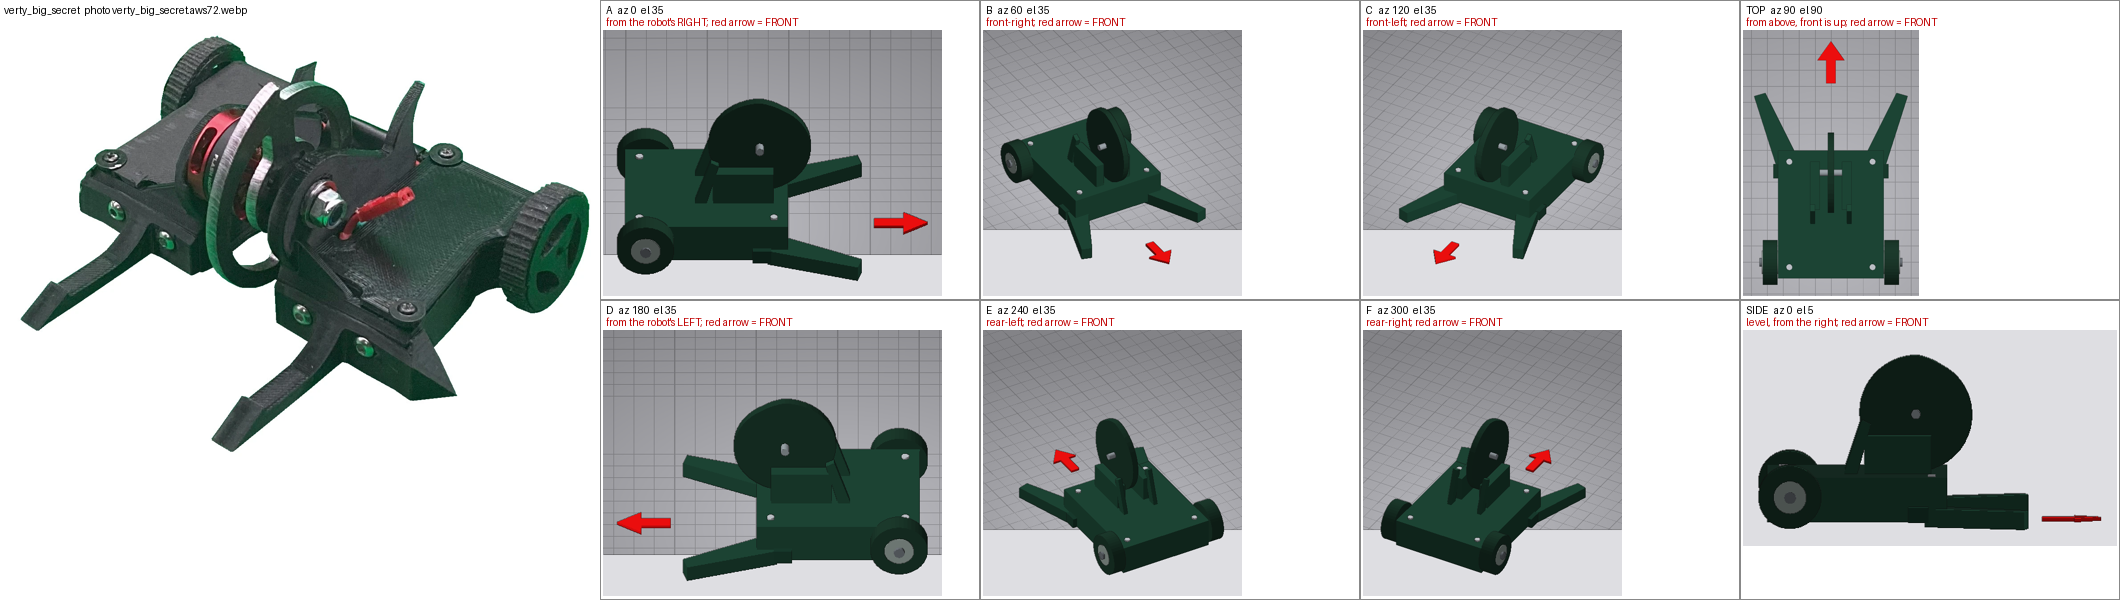 verty_big_secret photo verty_big_secret.aws72.webp
A az 0 el 35
from the robot's RIGHT; red arrow = FRONT
B az 60 el 35
front-right; red arrow = FRONT
C az 120 el 35
front-left; red arrow = FRONT
TOP az 90 el 90
from above, front is up; red arrow = FRONT
D az 180 el 35
from the robot's LEFT; red arrow = FRONT
E az 240 el 35
rear-left; red arrow = FRONT
F az 300 el 35
rear-right; red arrow = FRONT
SIDE az 0 el 5
level, from the right; red arrow = FRONT